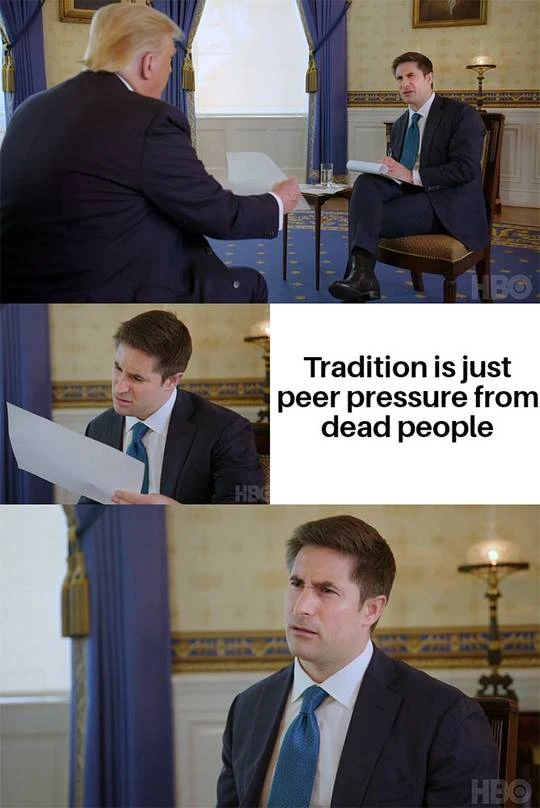 HBO
HBO
Tradition is just
peer pressure from
dead people
HBO